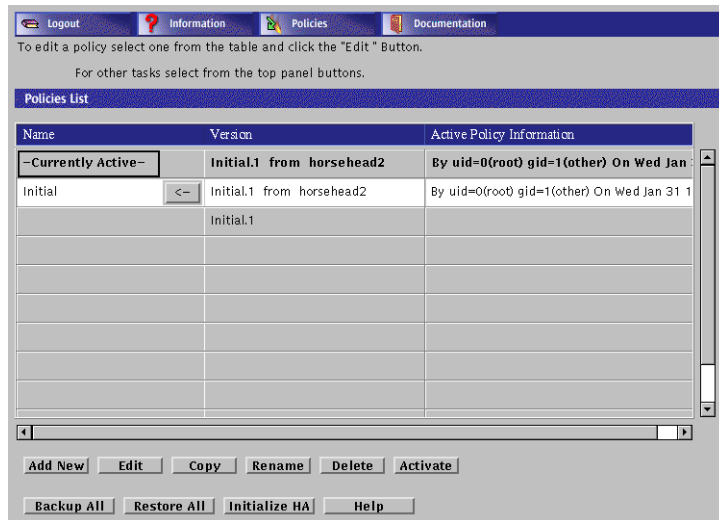 Logout Information Policies Documentation
To edit a policy select one from the table and click the "Edit " Button.
For other tasks select from the top panel buttons.
Policies List
Name Version Active Policy Information
-Currently Active- Initial.1 from horsehead2 By uid=0(root) gid=1(other) On Wed Jan
Initial <- Initial.1 from horsehead2 By uid=0(root) gid=1(other) On Wed Jan 31 1
Initial.1
Add New Edit Copy Rename Delete Activate
Backup All Restore All Initialize HA Help